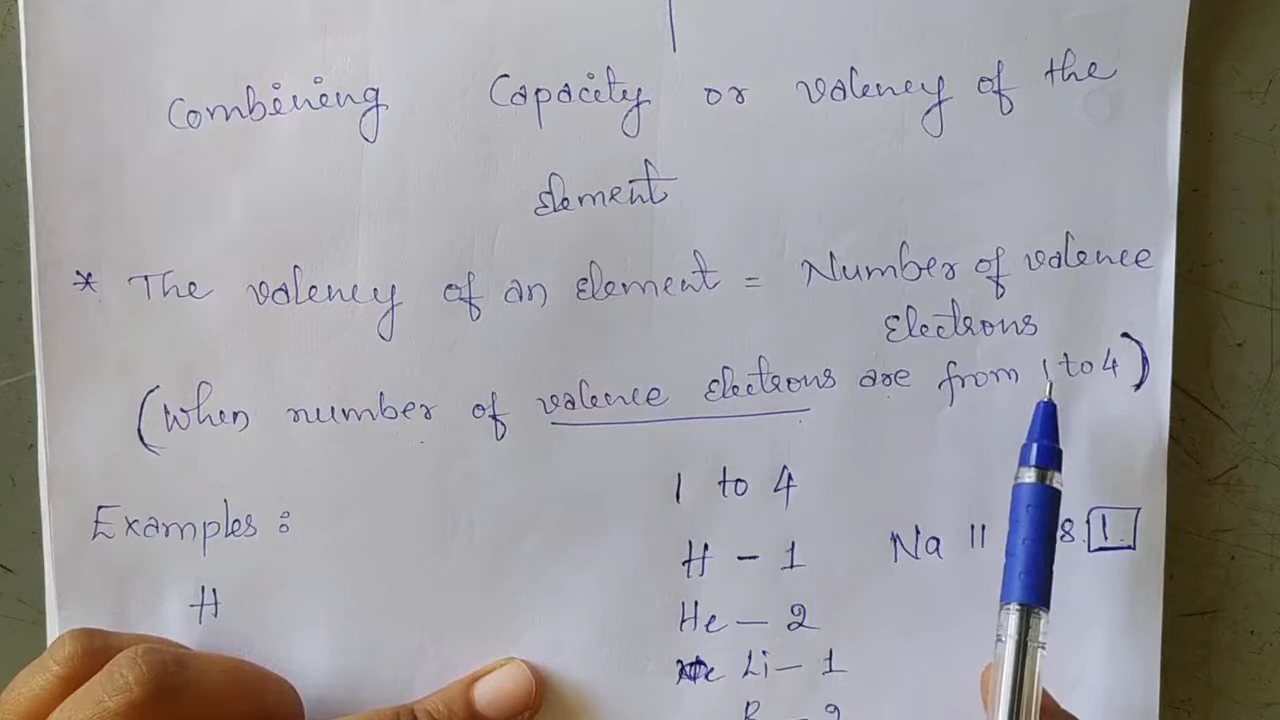 Combining Capacity or valency of the
element
* The valency of an element = Number of valence
Electrons
(When number of valence electrons are from 1 to 4)
1 to 4
Examples :
H - 1
Na 11 8 1
H
He - 2
Li - 1